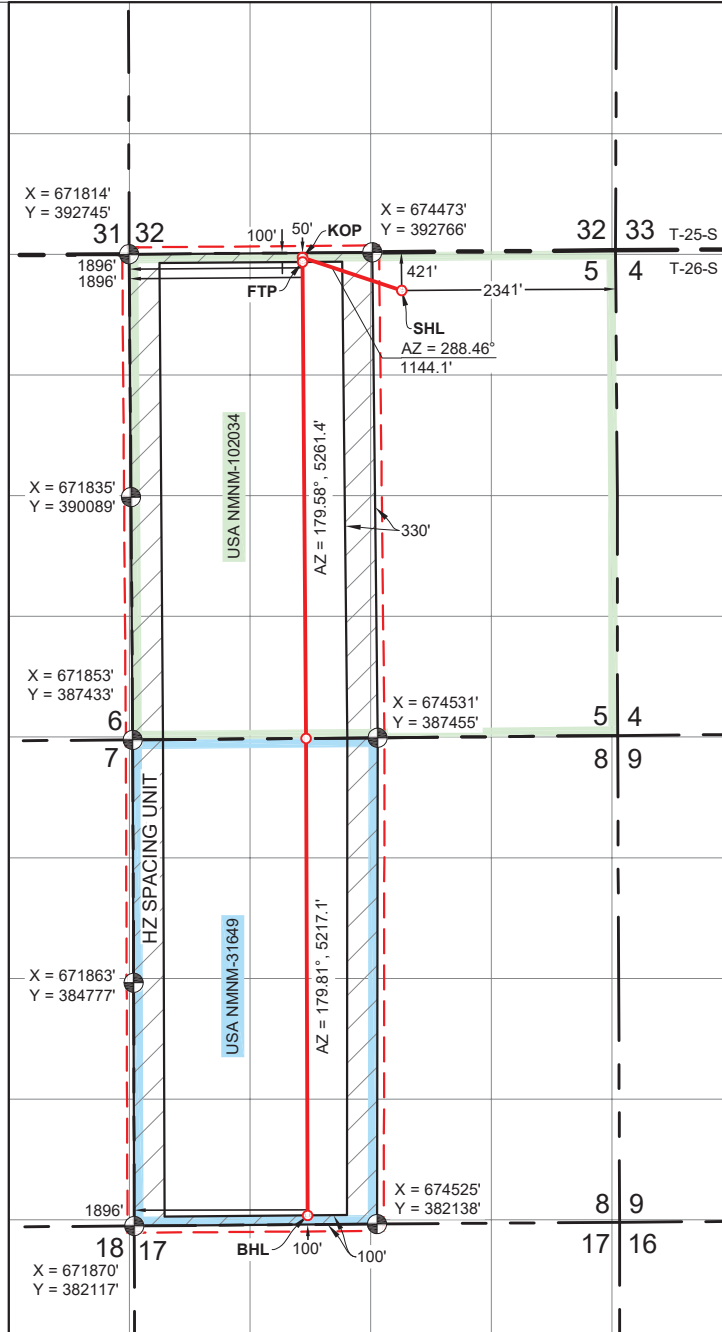 X = 671814'
Y = 392745'
X = 674473'
Y = 392766'
50'
KOP
100'
31 32
32 33
T-25-S
T-26-S
5 4
1896'
1896'
FTP
421'
2341'
SHL
AZ = 288.46°
1144.1'
USA NMNM-102034
AZ = 179.58°, 5261.4'
X = 671835'
Y = 390089'
330'
X = 671853'
Y = 387433'
X = 674531'
Y = 387455'
6
5 4
7
8 9
HZ SPACING UNIT
USA NMNM-31649
AZ = 179.81°, 5217.1'
X = 671863'
Y = 384777'
X = 674525'
Y = 382138'
1896'
8 9
18 17
BHL
100'
100'
17 16
X = 671870'
Y = 382117'